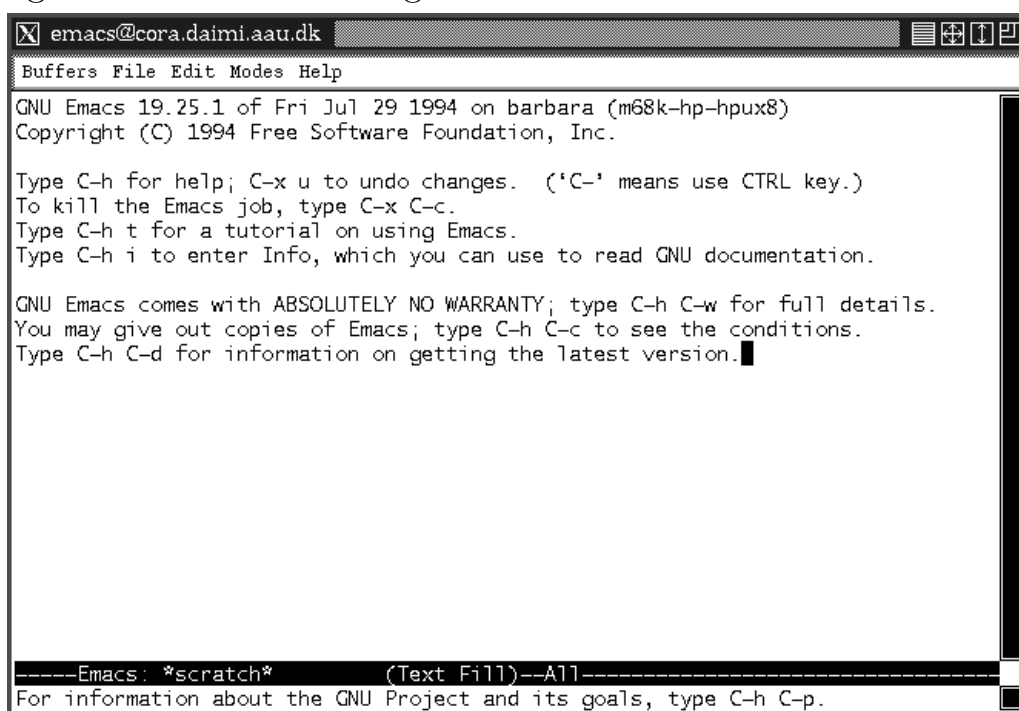 emacs@cora.daimi.aau.dk
Buffers File Edit Modes Help
GNU Emacs 19.25.1 of Fri Jul 29 1994 on barbara (m68k-hp-hpux8)
Copyright (C) 1994 Free Software Foundation, Inc.
Type C-h for help; C-x u to undo changes.  (‘C-’ means use CTRL key.)
To kill the Emacs job, type C-x C-c.
Type C-h t for a tutorial on using Emacs.
Type C-h i to enter Info, which you can use to read GNU documentation.
GNU Emacs comes with ABSOLUTELY NO WARRANTY; type C-h C-w for full details.
You may give out copies of Emacs; type C-h C-c to see the conditions.
Type C-h C-d for information on getting the latest version.
-----Emacs: *scratch*          (Text Fill)--All-----------------------------------
For information about the GNU Project and its goals, type C-h C-p.